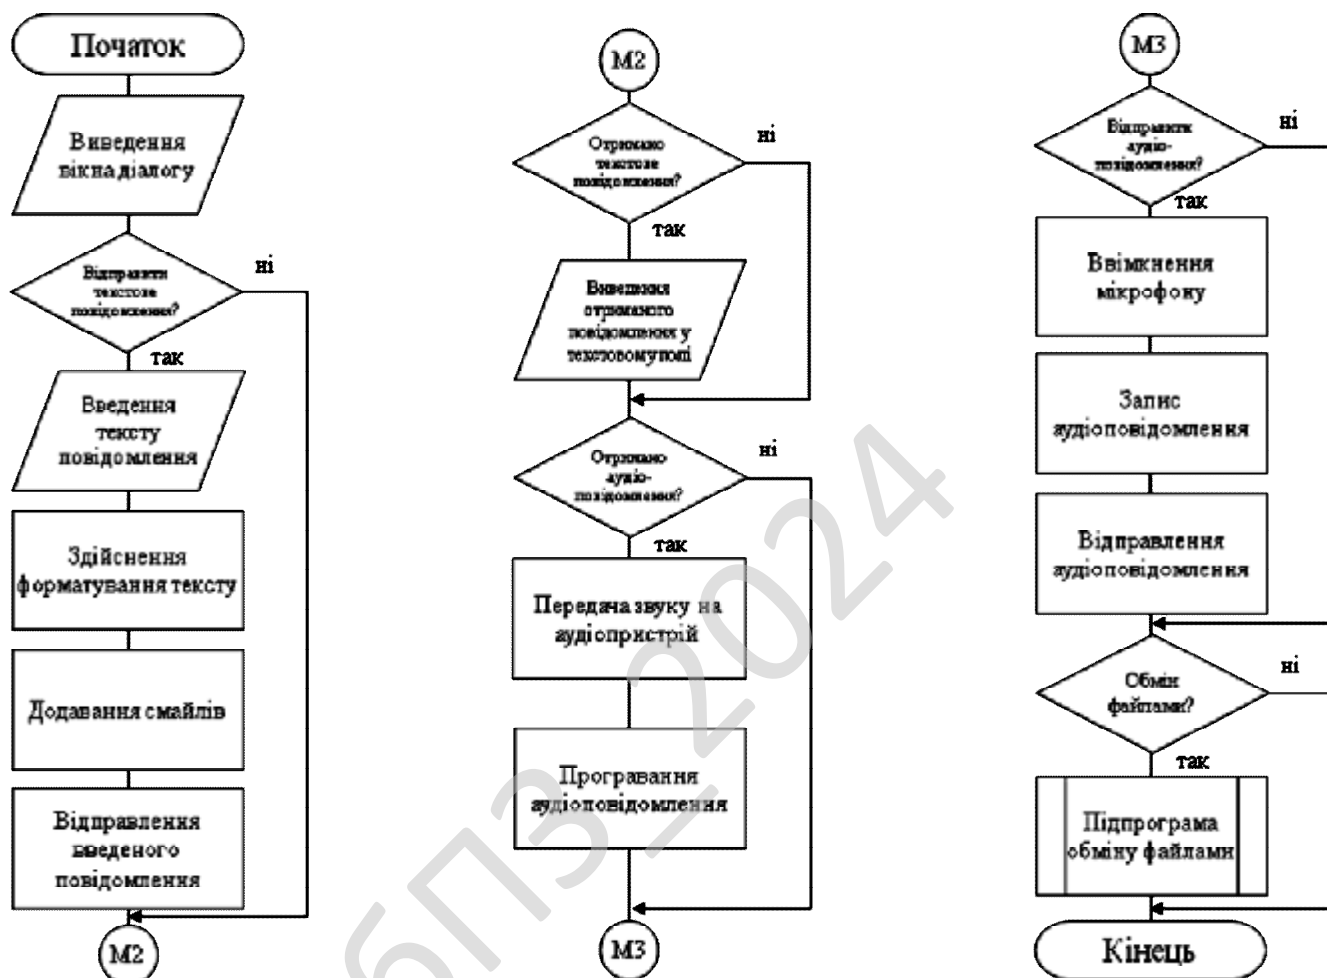 Початок
Виведення
вікна діалогу
Відправити
текстове
повідомлення?
ні
так
Введення
тексту
повідомлення
Здійснення
форматування тексту
Додавання смайлів
Відправлення
введеного
повідомлення
М2
М2
Отримано
текстове
повідомлення?
ні
так
Виведення
отриманого
повідомлення у
текстовому полі
Отримано
аудіо-
повідомлення?
ні
так
Передача звуку на
аудіопристрій
Програвання
аудіоповідомлення
М3
М3
Відправити
аудіо-
повідомлення?
ні
так
Ввімкнення
мікрофону
Запис
аудіоповідомлення
Відправлення
аудіоповідомлення
Обмін
файлами?
ні
так
Підпрограма
обміну файлами
Кінець
бПЗ_2024